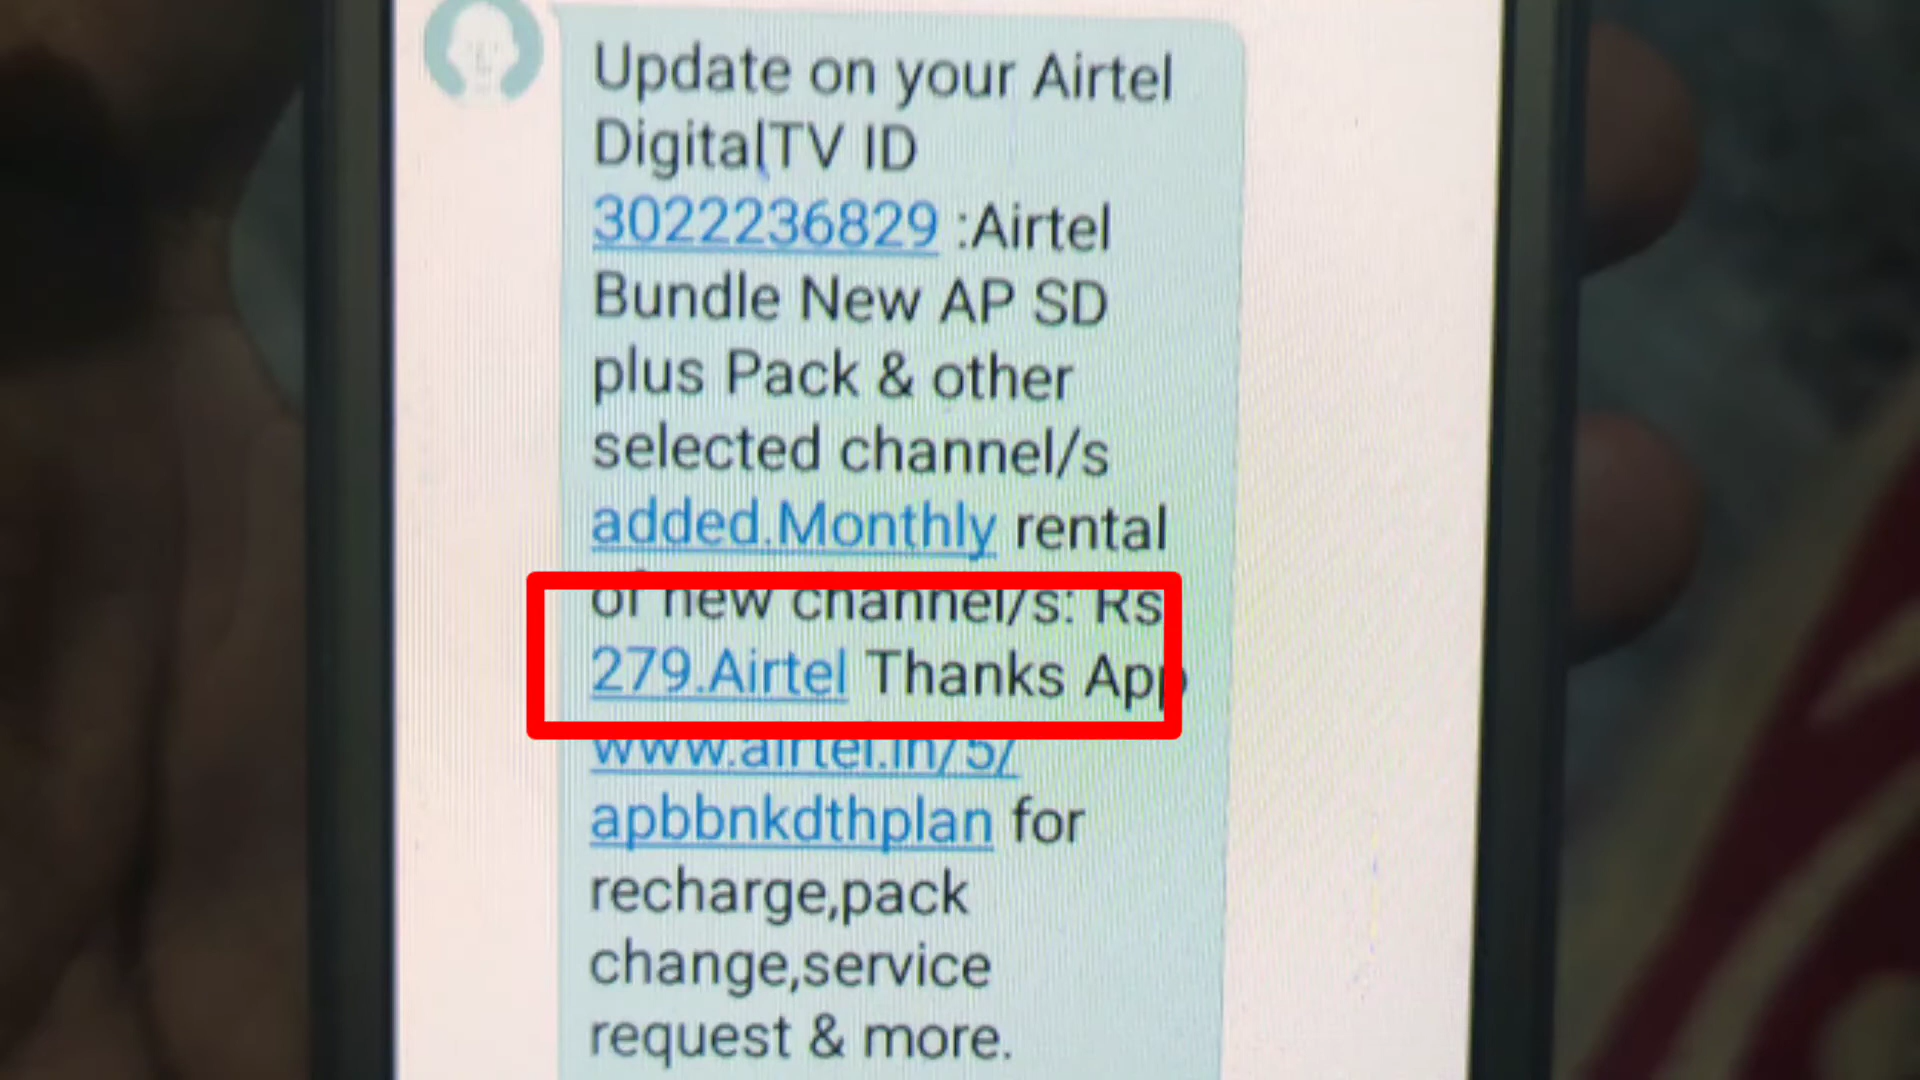 Update on your Airtel
DigitalTV ID
3022236829 :Airtel
Bundle New AP SD
plus Pack & other
selected channel/s
added.Monthly rental
of new channel/s: Rs
279.Airtel Thanks App
www.airtel.in/5/
apbbnkdthplan for
recharge,pack
change,service
request & more.